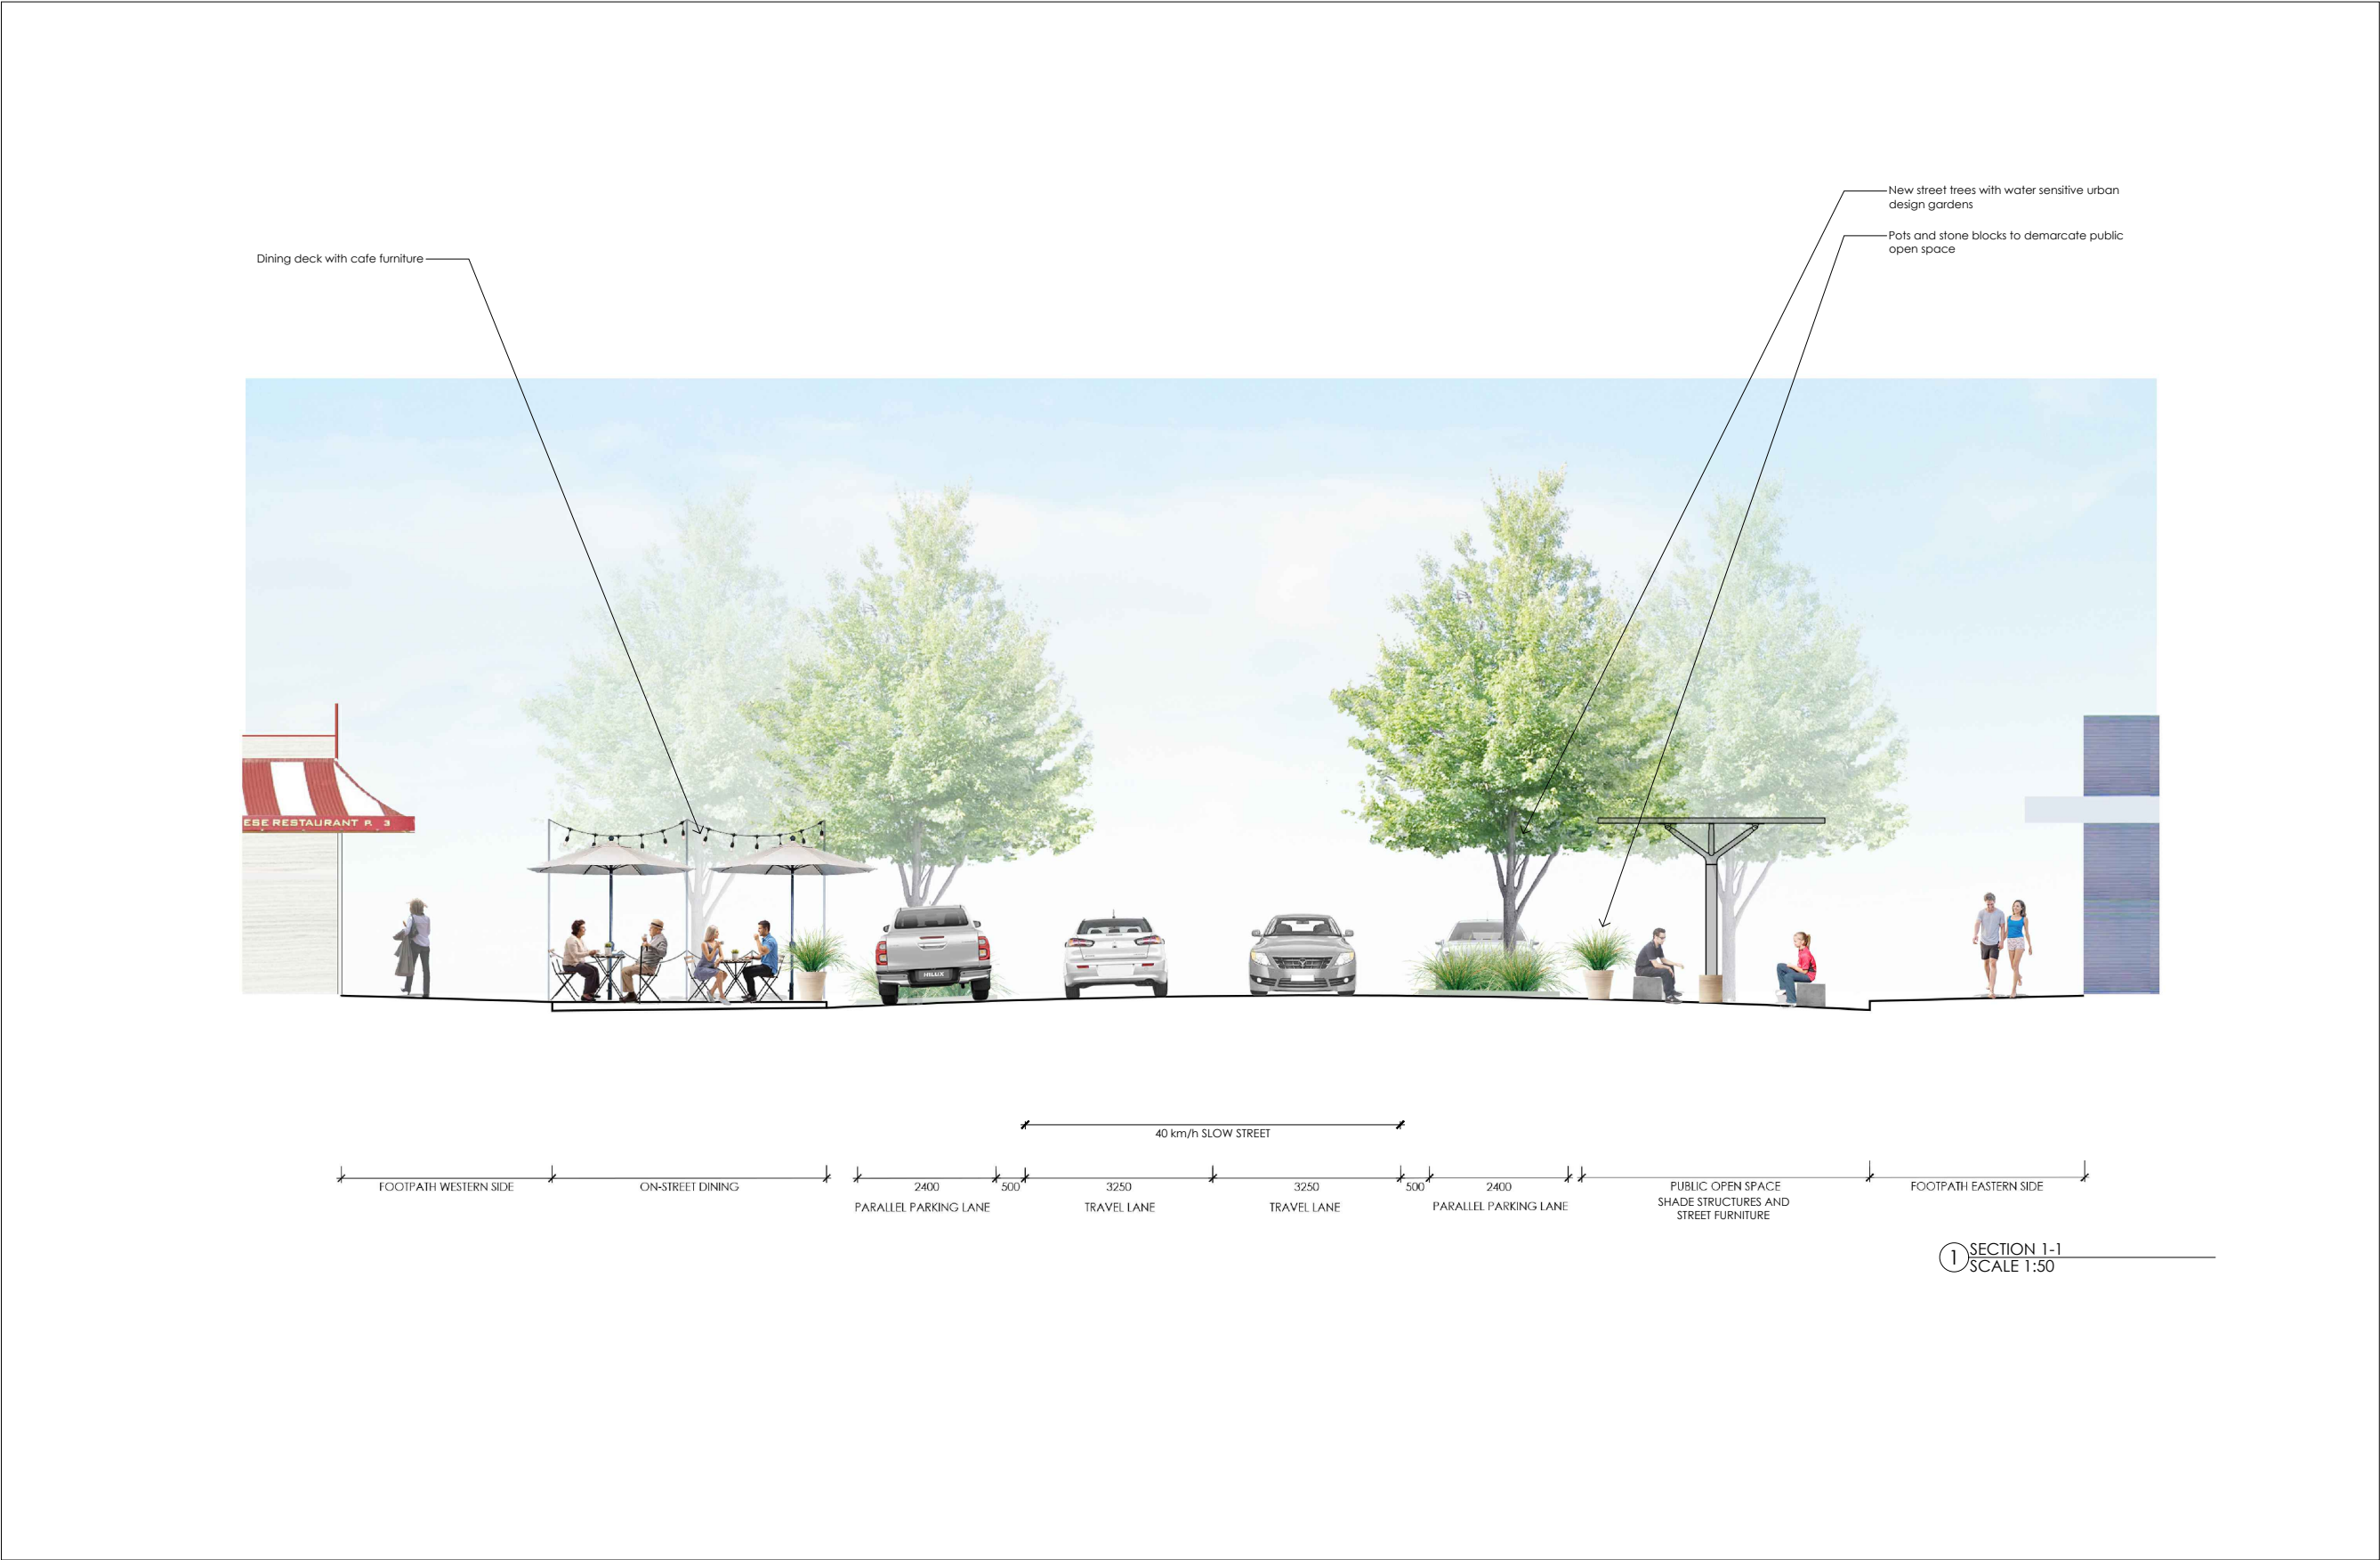 New street trees with water sensitive urban
design gardens
Pots and stone blocks to demarcate public
open space
Dining deck with cafe furniture
ESE RESTAURANT R 3
HILUX
40 km/h SLOW STREET
FOOTPATH WESTERN SIDE
ON-STREET DINING
2400
PARALLEL PARKING LANE
500
3250
TRAVEL LANE
3250
TRAVEL LANE
500
2400
PARALLEL PARKING LANE
PUBLIC OPEN SPACE
SHADE STRUCTURES AND
STREET FURNITURE
FOOTPATH EASTERN SIDE
1
SECTION 1-1
SCALE 1:50